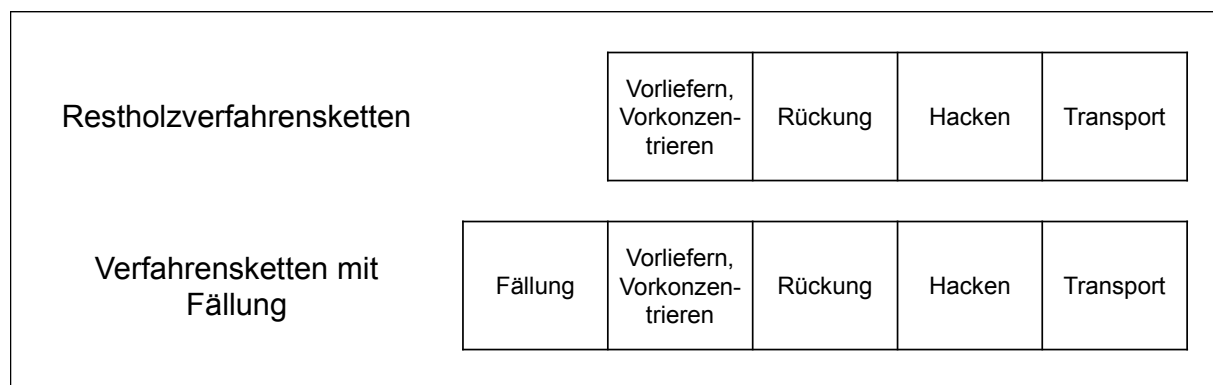 Restholzverfahrensketten
Vorliefern,
Vorkonzen-
trieren
Rückung
Hacken
Transport
Verfahrensketten mit
Fällung
Fällung
Vorliefern,
Vorkonzen-
trieren
Rückung
Hacken
Transport